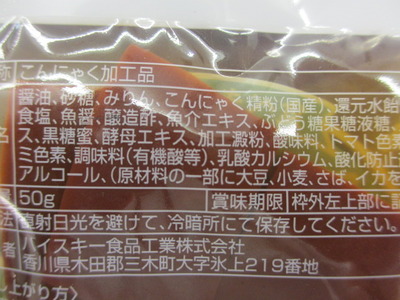 称 こんにゃく加工品
醤油、砂糖、みりん、こんにゃく精粉(国産)、還元水飴
食塩、魚醤、醸造酢、魚介エキス、ぶどう糖果糖液糖、
名 ス、黒糖蜜、酵母エキス、加工澱粉、酸味料、トマト色素
ミ色素、調味料(有機酸等)、乳酸カルシウム、酸化防止
アルコール、(原材料の一部に大豆、小麦、さば、イカを
50g 賞味期限 枠外左上部に
法 直射日光を避けて、冷暗所にて保存してください。
者 ハイスキー食品工業株式会社
香川県木田郡三木町大字氷上219番地
し上がり方】